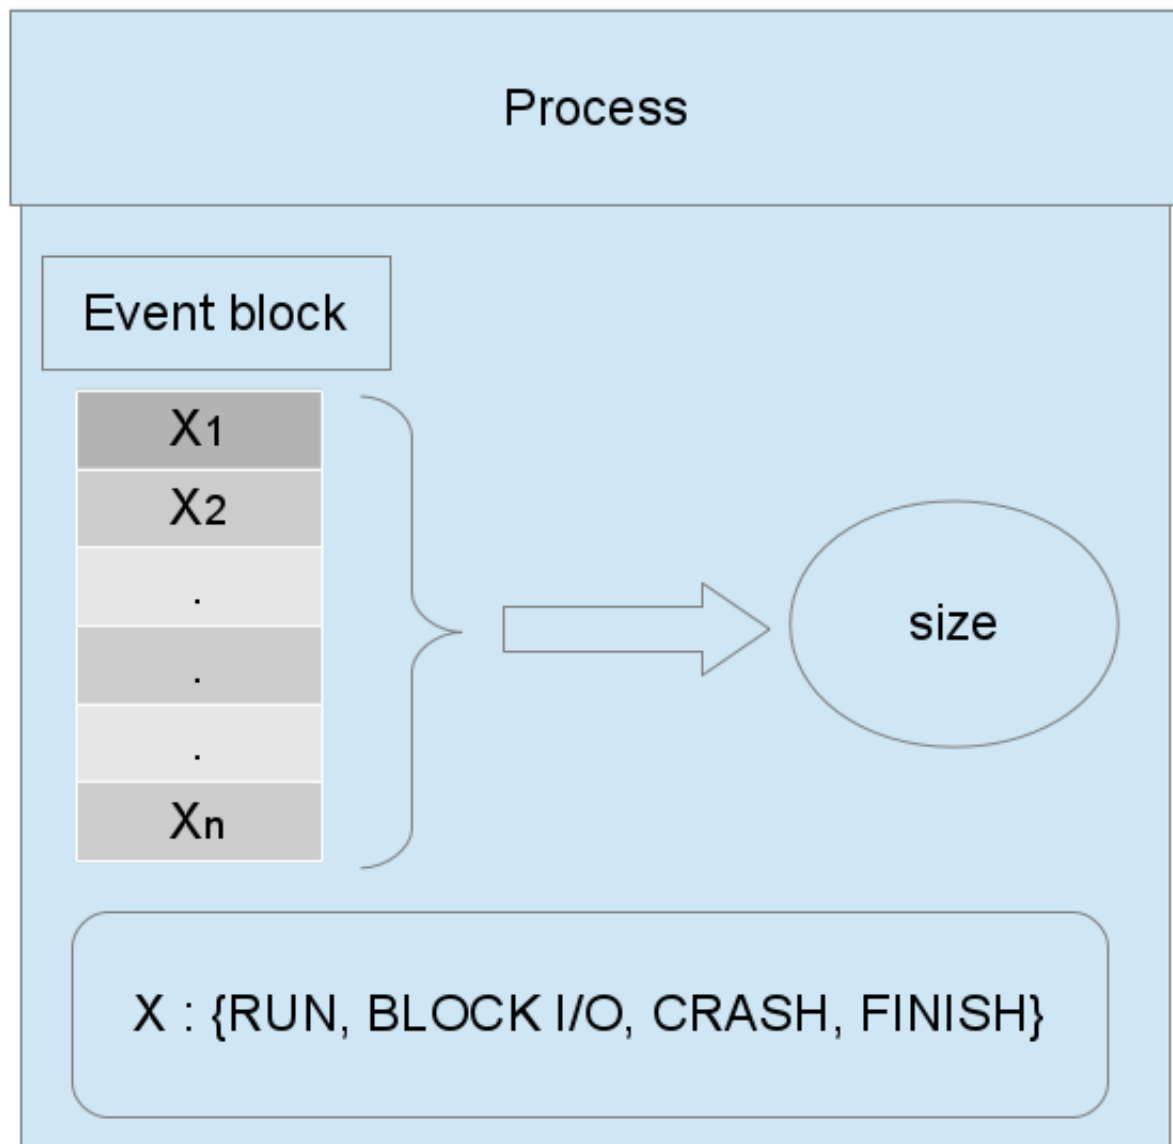 Process
Event block
X1
X2
.
.
size
.
Xn
X : {RUN, BLOCK I/O, CRASH, FINISH}